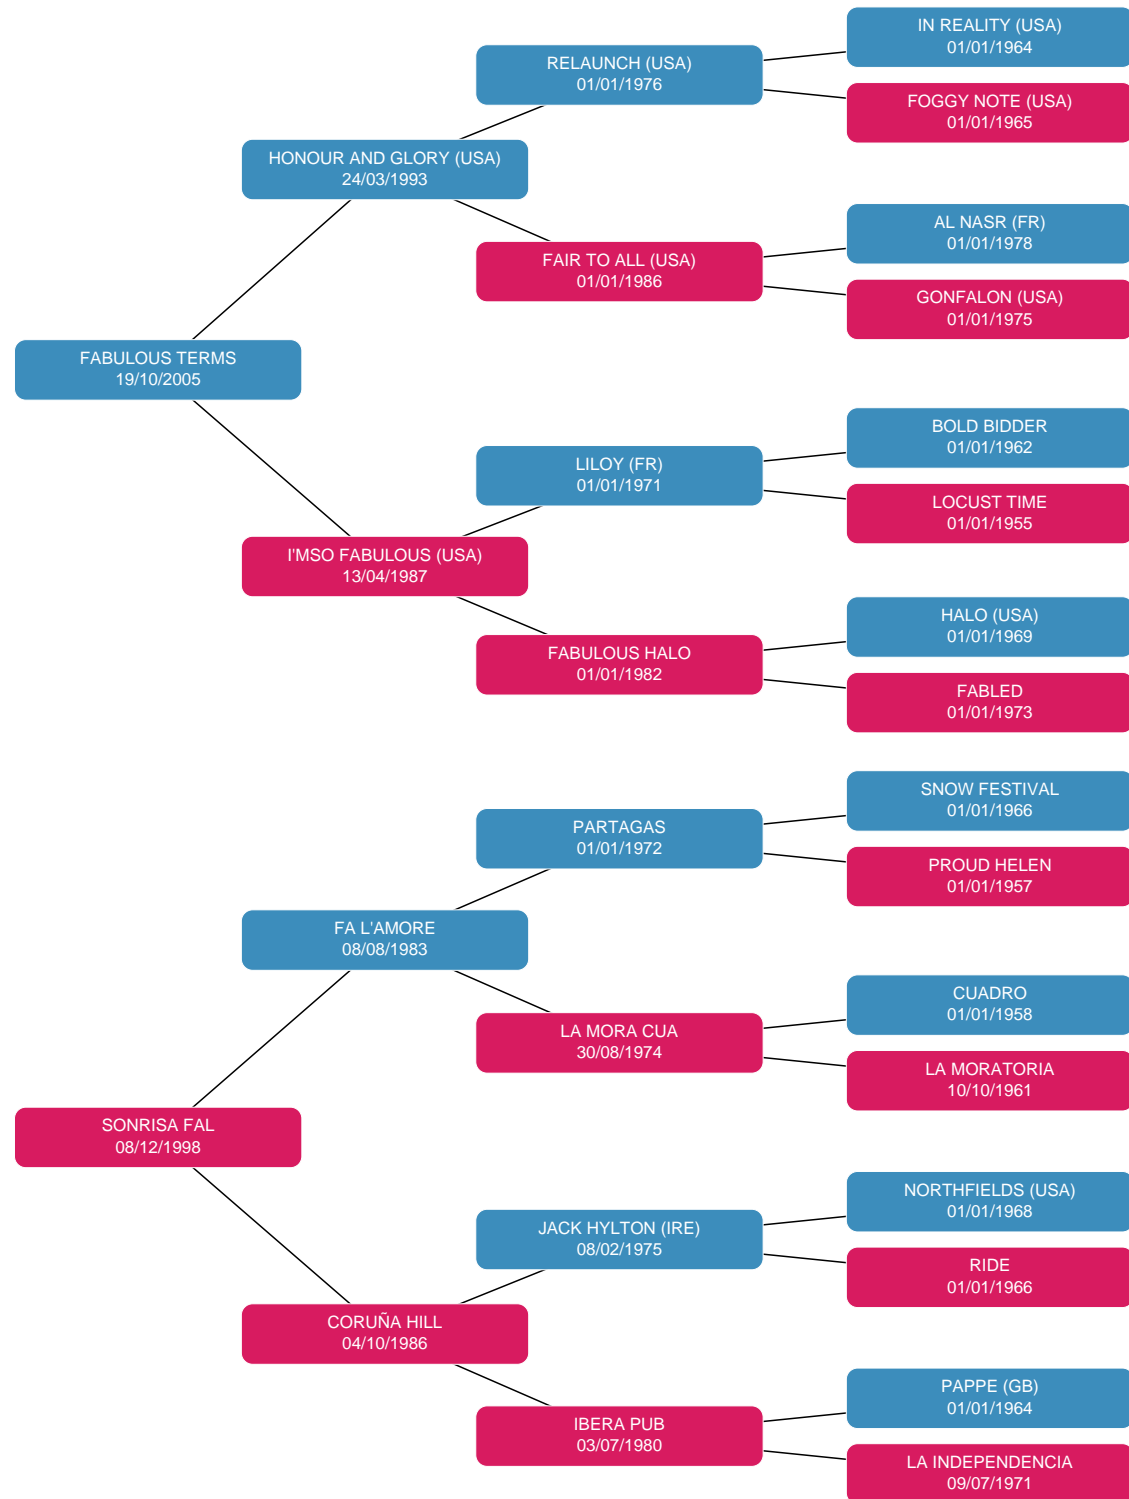 IN REALITY (USA)
01/01/1964
RELAUNCH (USA)
01/01/1976
FOGGY NOTE (USA)
01/01/1965
HONOUR AND GLORY (USA)
24/03/1993
AL NASR (FR)
01/01/1978
FAIR TO ALL (USA)
01/01/1986
GONFALON (USA)
01/01/1975
FABULOUS TERMS
19/10/2005
BOLD BIDDER
01/01/1962
LILOY (FR)
01/01/1971
LOCUST TIME
01/01/1955
I'MSO FABULOUS (USA)
13/04/1987
HALO (USA)
01/01/1969
FABULOUS HALO
01/01/1982
FABLED
01/01/1973
SNOW FESTIVAL
01/01/1966
PARTAGAS
01/01/1972
PROUD HELEN
01/01/1957
FA L'AMORE
08/08/1983
CUADRO
01/01/1958
LA MORA CUA
30/08/1974
LA MORATORIA
10/10/1961
SONRISA FAL
08/12/1998
NORTHFIELDS (USA)
01/01/1968
JACK HYLTON (IRE)
08/02/1975
RIDE
01/01/1966
CORUÑA HILL
04/10/1986
PAPPE (GB)
01/01/1964
IBERA PUB
03/07/1980
LA INDEPENDENCIA
09/07/1971